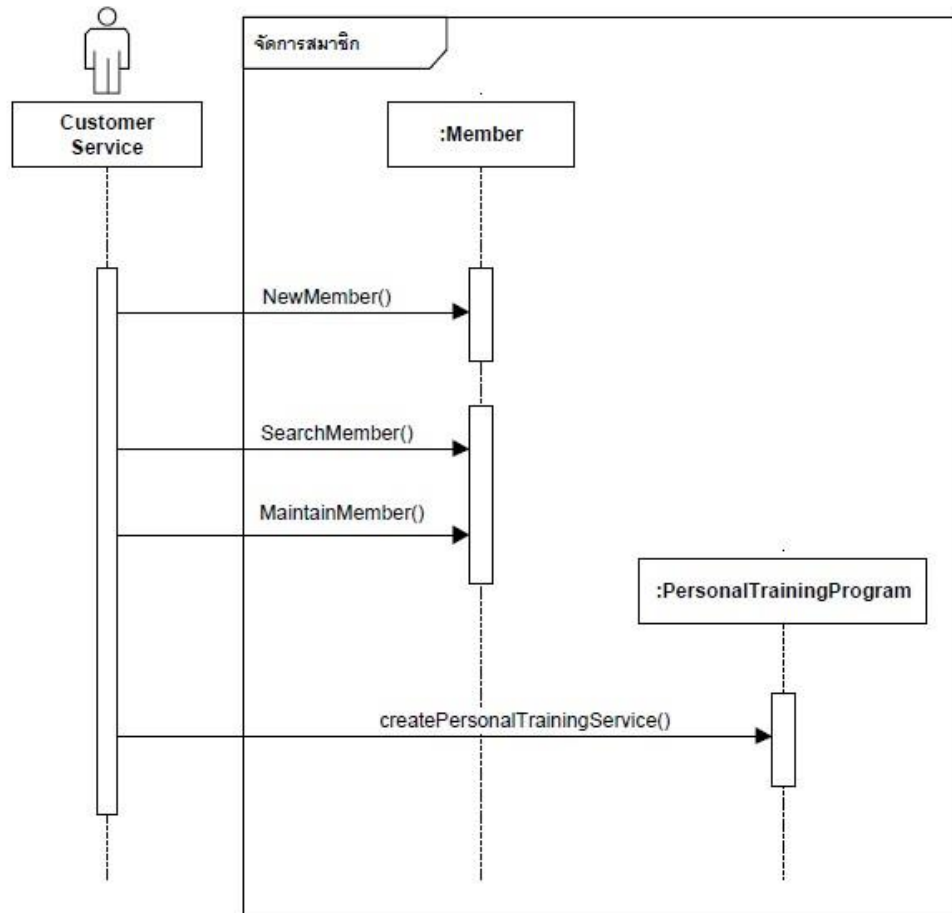 จัดการสมาชิก
Customer
Service
:Member
NewMember()
SearchMember()
MaintainMember()
:PersonalTrainingProgram
createPersonalTrainingService()